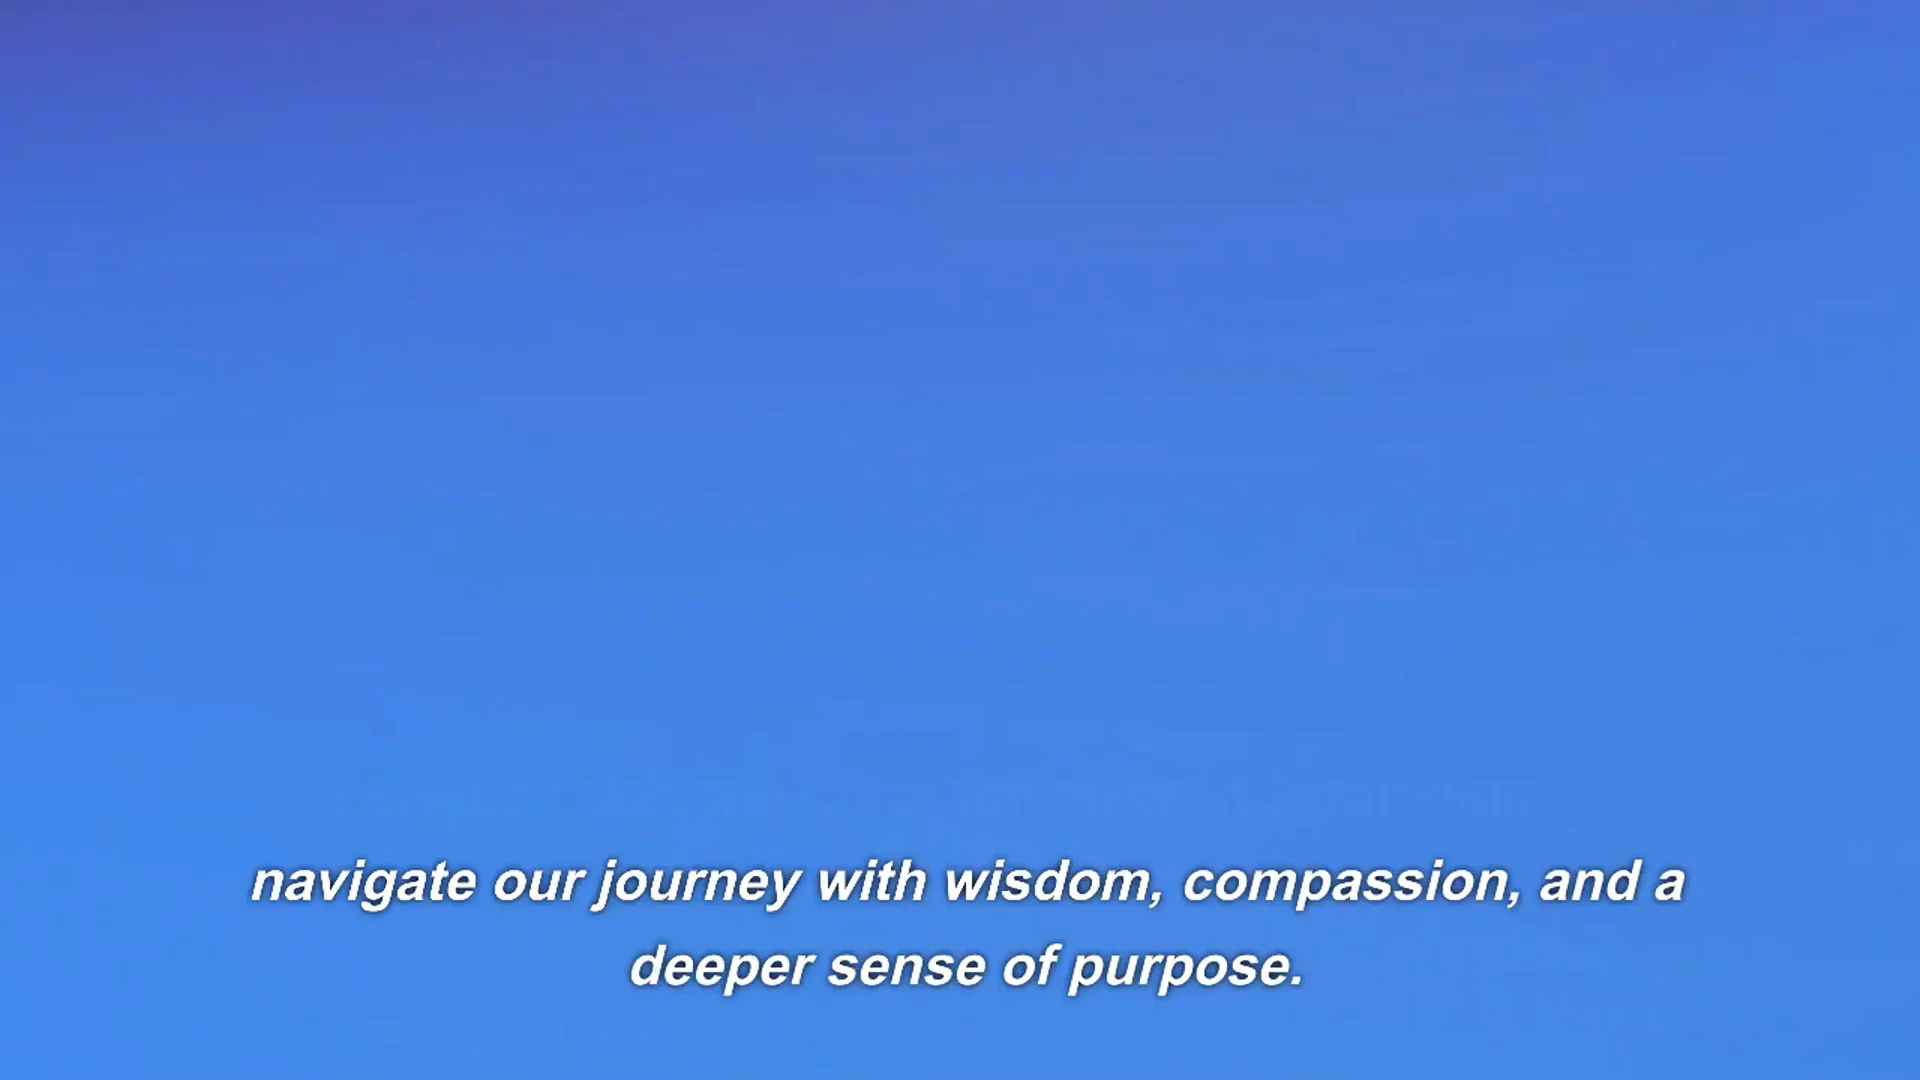 navigate our journey with wisdom, compassion, and a
deeper sense of purpose.